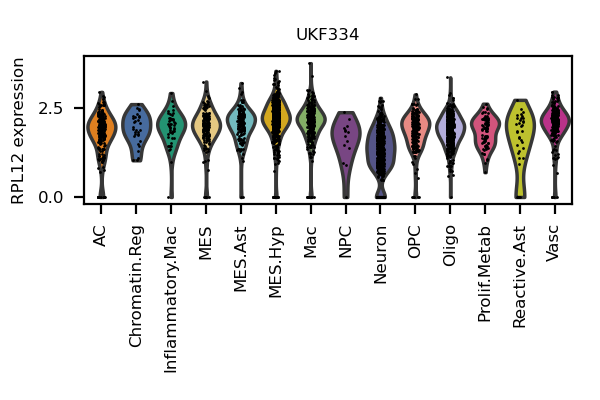 UKF334
RPL12 expression
2.5
0.0
AC
Chromatin.Reg
Inflammatory.Mac
MES
MES.Ast
MES.Hyp
Mac
NPC
Neuron
OPC
Oligo
Prolif.Metab
Reactive.Ast
Vasc